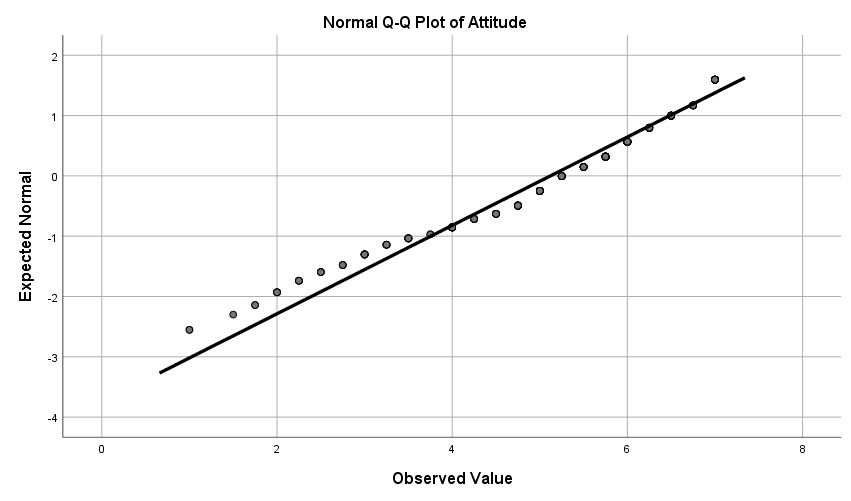 Normal Q-Q Plot of Attitude
2
1
0
-1
-2
-3
-4
Expected Normal
0 2 4 6 8
Observed Value